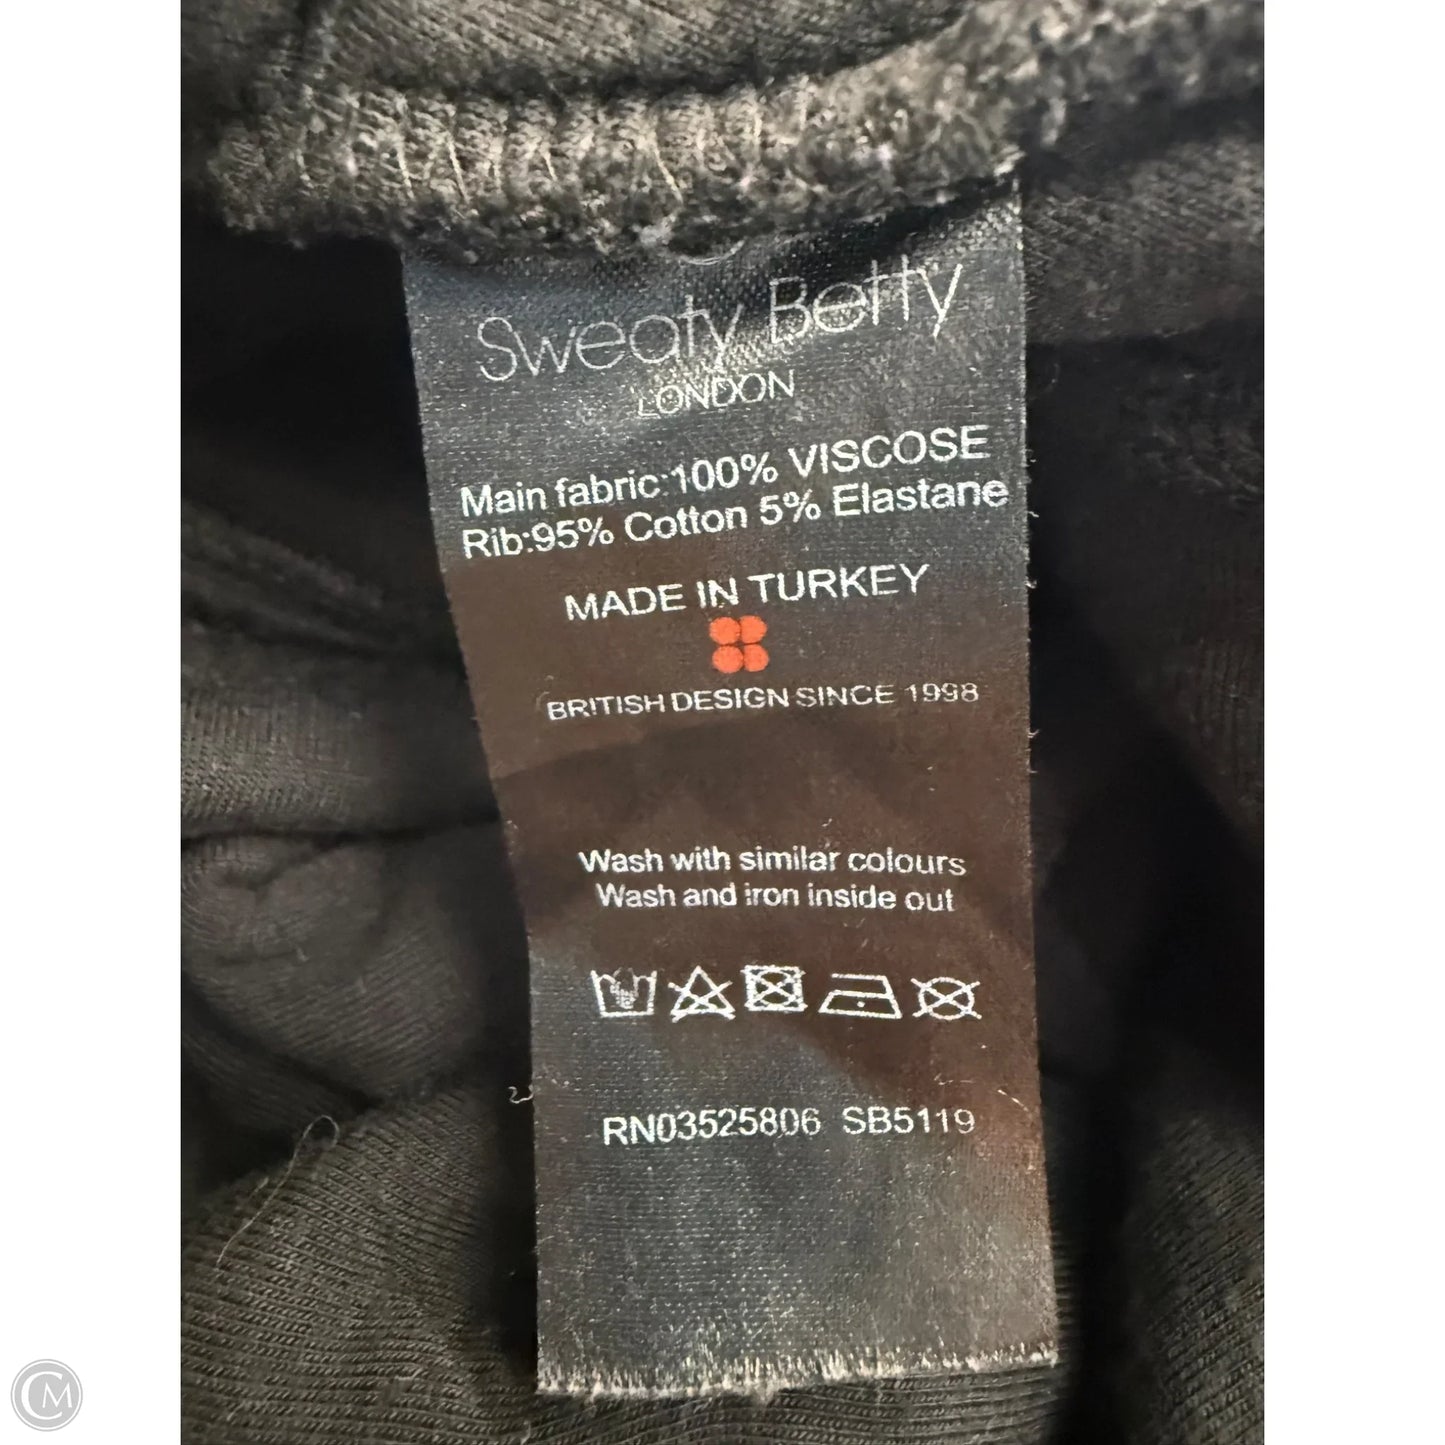 Sweaty Betty
LONDON
Main fabric:100% VISCOSE
Rib:95% Cotton 5% Elastane
MADE IN TURKEY
BRITISH DESIGN SINCE 1998
Wash with similar colours
Wash and iron inside out
RN03525806 SB5119
CM